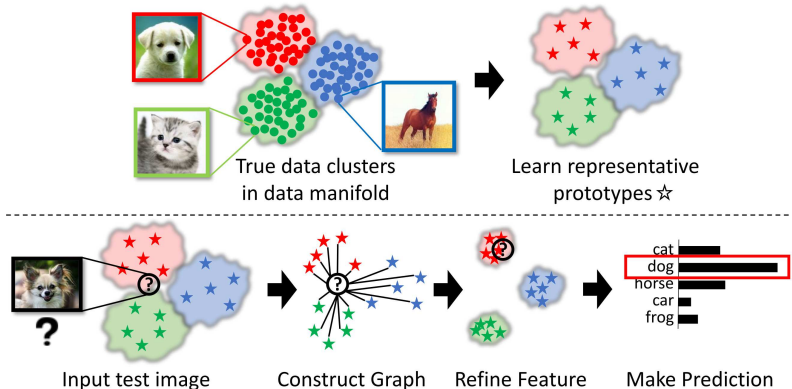 True data clusters
in data manifold
Learn representative
prototypes ☆
?
?
Input test image
?
Construct Graph
?
Refine Feature
cat
dog
horse
car
frog
Make Prediction